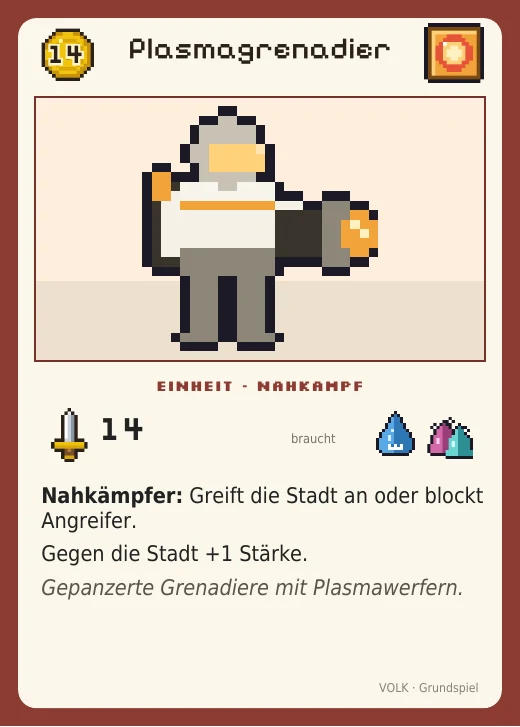 14
Plasmagrenadier
EINHEIT - NAHKAMPF
14
braucht
Nahkämpfer: Greift die Stadt an oder blockt
Angreifer.
Gegen die Stadt +1 Stärke.
Gepanzerte Grenadiere mit Plasmawerfern.
VOLK · Grundspiel